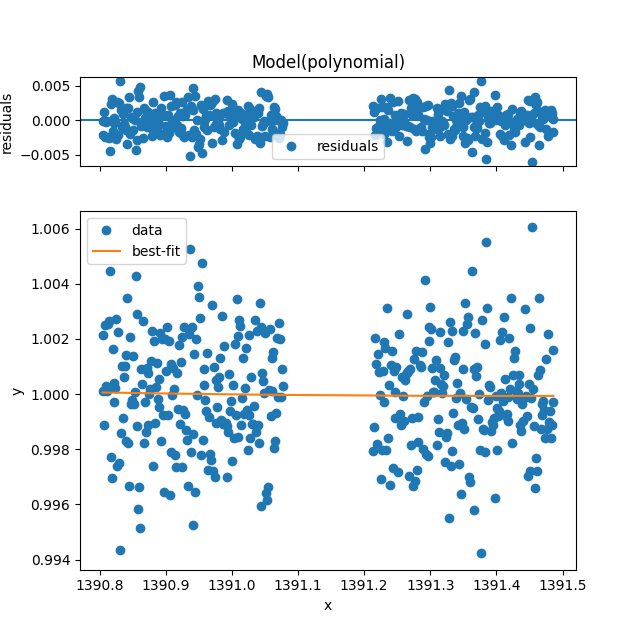 Model(polynomial)
0.005
0.000
−0.005
residuals
residuals
1.006
1.004
1.002
1.000
0.998
0.996
0.994
y
data
best-fit
1390.8 1390.9 1391.0 1391.1 1391.2 1391.3 1391.4 1391.5
x